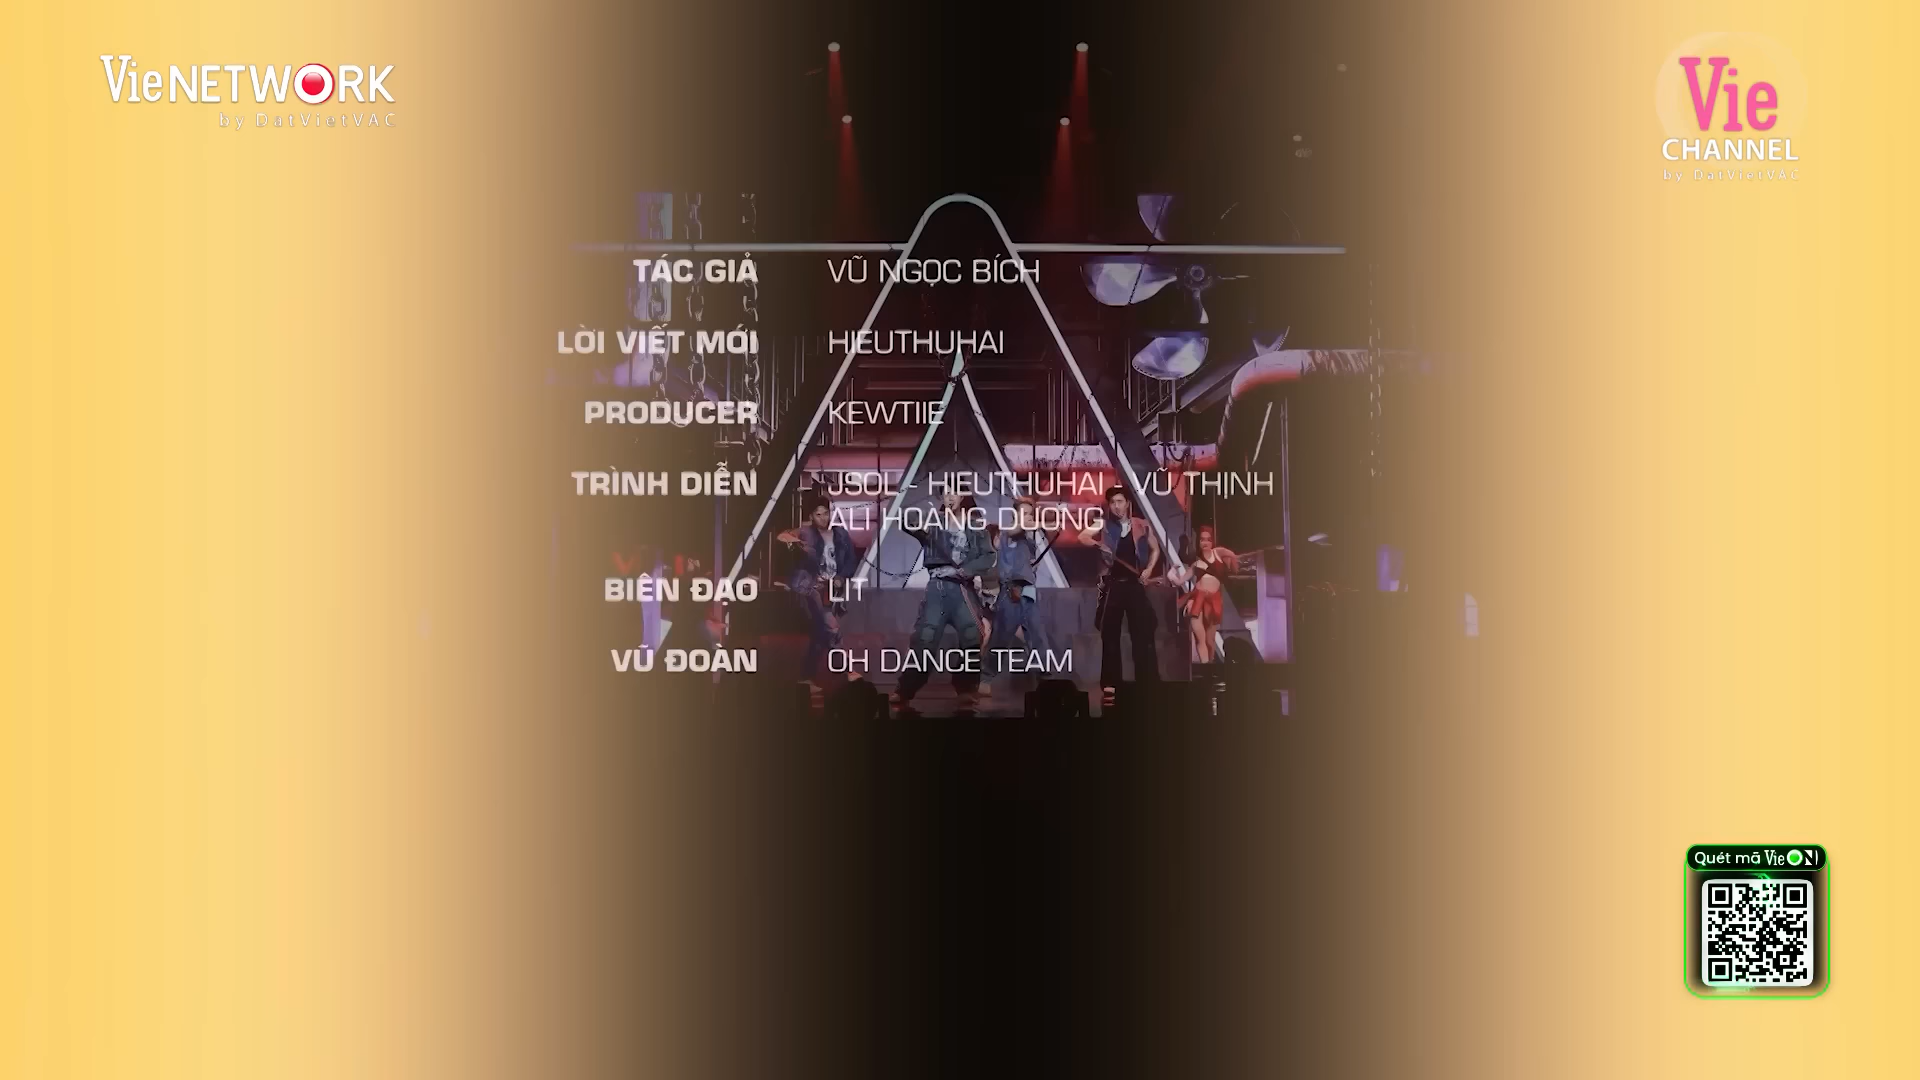 VieNETWORK
by DatVietVAC
Vie
CHANNEL
by DatVietVAC
TÁC GIẢ VŨ NGỌC BÍCH
LỜI VIẾT MỚI HIEUTHUHAI
PRODUCER KEWTIIE
TRÌNH DIỄN JSOL - HIEUTHUHAI - VŨ THỊNH
ALI HOÀNG DƯƠNG
BIÊN ĐẠO LIT
VŨ ĐOÀN OH DANCE TEAM
Quét mã VieON